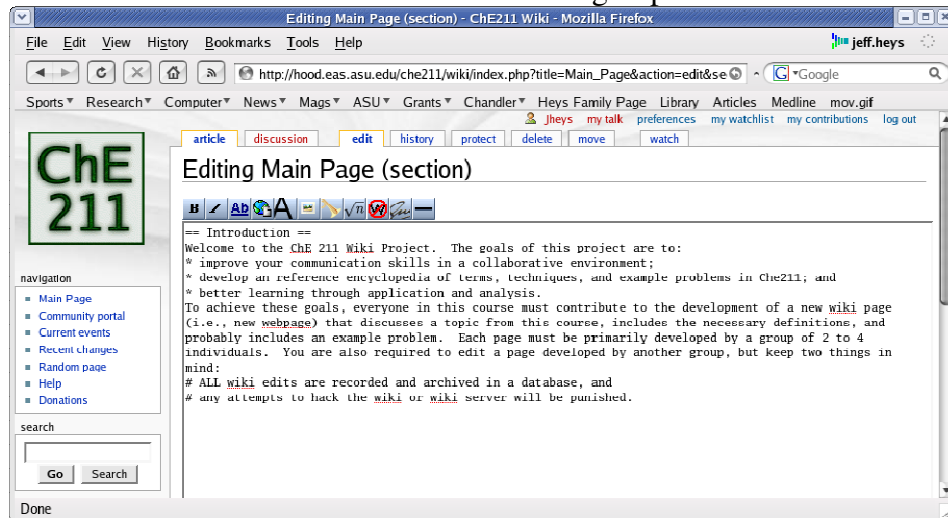 Editing Main Page (section) - ChE211 Wiki - Mozilla Firefox
File Edit View History Bookmarks Tools Help jeff.heys
http://hood.eas.asu.edu/che211/wiki/index.php?title=Main_Page&action=edit&se Google
Sports Research Computer News Mags ASU Grants Chandler Heys Family Page Library Articles Medline mov.gif
Jheys my talk preferences my watchlist my contributions log out
article discussion edit history protect delete move watch
ChE
211
Editing Main Page (section)
B Ab A √n W
== Introduction ==
Welcome to the ChE 211 Wiki Project. The goals of this project are to:
* improve your communication skills in a collaborative environment;
* develop an reference encyclopedia of terms, techniques, and example problems in Che211; and
* better learning through application and analysis.
To achieve these goals, everyone in this course must contribute to the development of a new wiki page
(i.e., new webpage) that discusses a topic from this course, includes the necessary definitions, and
probably includes an example problem. Each page must be primarily developed by a group of 2 to 4
individuals. You are also required to edit a page developed by another group, but keep two things in
mind:
# ALL wiki edits are recorded and archived in a database, and
# any attempts to hack the wiki or wiki server will be punished.
navigation
Main Page
Community portal
Current events
Recent changes
Random page
Help
Donations
search
Go Search
Done